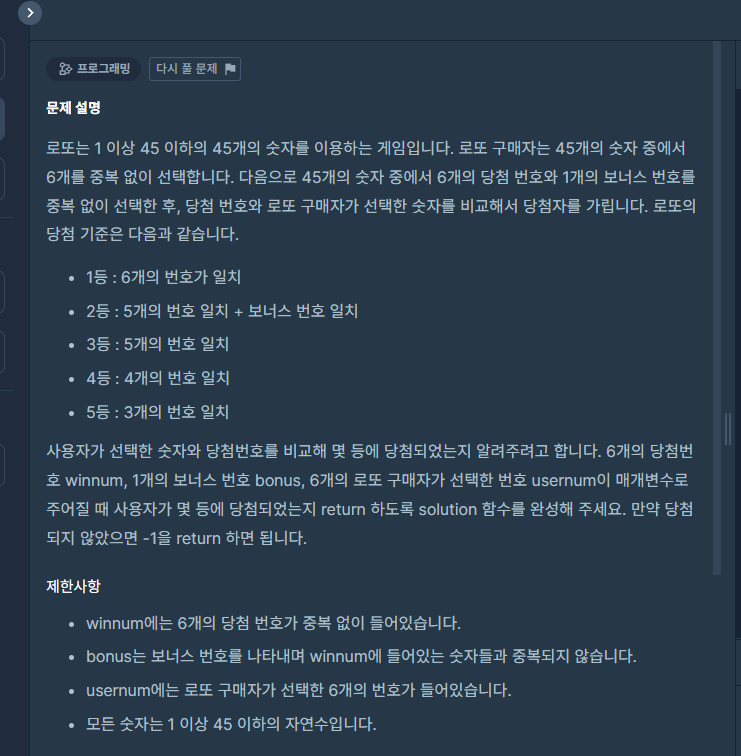 프로그래밍
다시 풀 문제
문제 설명
로또는 1 이상 45 이하의 45개의 숫자를 이용하는 게임입니다. 로또 구매자는 45개의 숫자 중에서
6개를 중복 없이 선택합니다. 다음으로 45개의 숫자 중에서 6개의 당첨 번호와 1개의 보너스 번호를
중복 없이 선택한 후, 당첨 번호와 로또 구매자가 선택한 숫자를 비교해서 당첨자를 가립니다. 로또의
당첨 기준은 다음과 같습니다.
• 1등 : 6개의 번호가 일치
• 2등 : 5개의 번호 일치 + 보너스 번호 일치
• 3등 : 5개의 번호 일치
• 4등 : 4개의 번호 일치
• 5등 : 3개의 번호 일치
사용자가 선택한 숫자와 당첨번호를 비교해 몇 등에 당첨되었는지 알려주려고 합니다. 6개의 당첨번
호 winnum, 1개의 보너스 번호 bonus, 6개의 로또 구매자가 선택한 번호 usernum이 매개변수로
주어질 때 사용자가 몇 등에 당첨되었는지 return 하도록 solution 함수를 완성해 주세요. 만약 당첨
되지 않았으면 -1을 return 하면 됩니다.
제한사항
• winnum에는 6개의 당첨 번호가 중복 없이 들어있습니다.
• bonus는 보너스 번호를 나타내며 winnum에 들어있는 숫자들과 중복되지 않습니다.
• usernum에는 로또 구매자가 선택한 6개의 번호가 들어있습니다.
• 모든 숫자는 1 이상 45 이하의 자연수입니다.